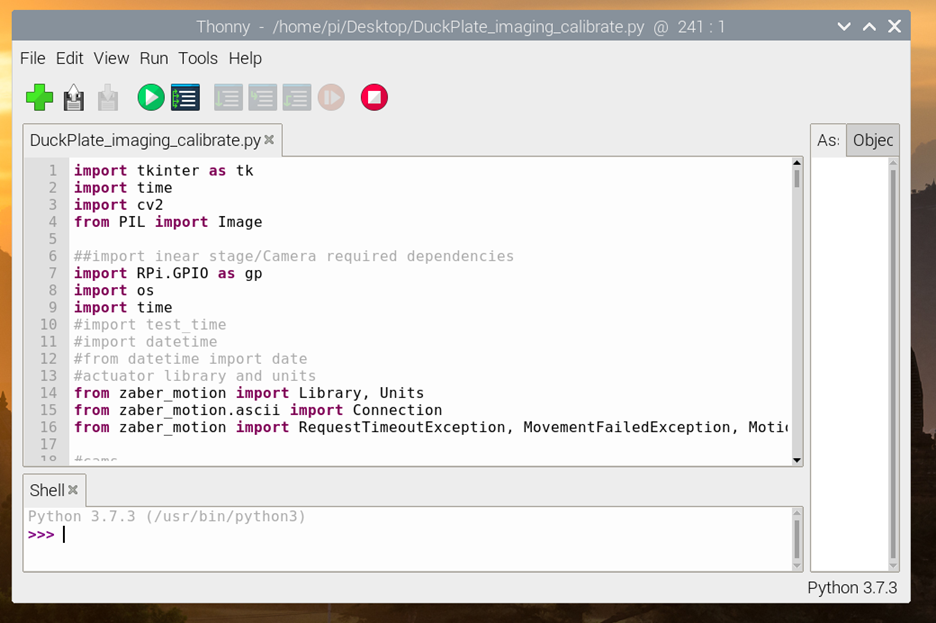 Thonny - /home/pi/Desktop/DuckPlate_imaging_calibrate.py @ 241 : 1
File Edit View Run Tools Help
DuckPlate_imaging_calibrate.py
As:
Objec
1 import tkinter as tk
2 import time
3 import cv2
4 from PIL import Image
5
6 ##import inear stage/Camera required dependencies
7 import RPi.GPIO as gp
8 import os
9 import time
10 #import test_time
11 #import datetime
12 #from datetime import date
13 #actuator library and units
14 from zaber_motion import Library, Units
15 from zaber_motion.ascii import Connection
16 from zaber_motion import RequestTimeoutException, MovementFailedException, Motic
17
18 #cams
Shell
Python 3.7.3 (/usr/bin/python3)
>>>
Python 3.7.3